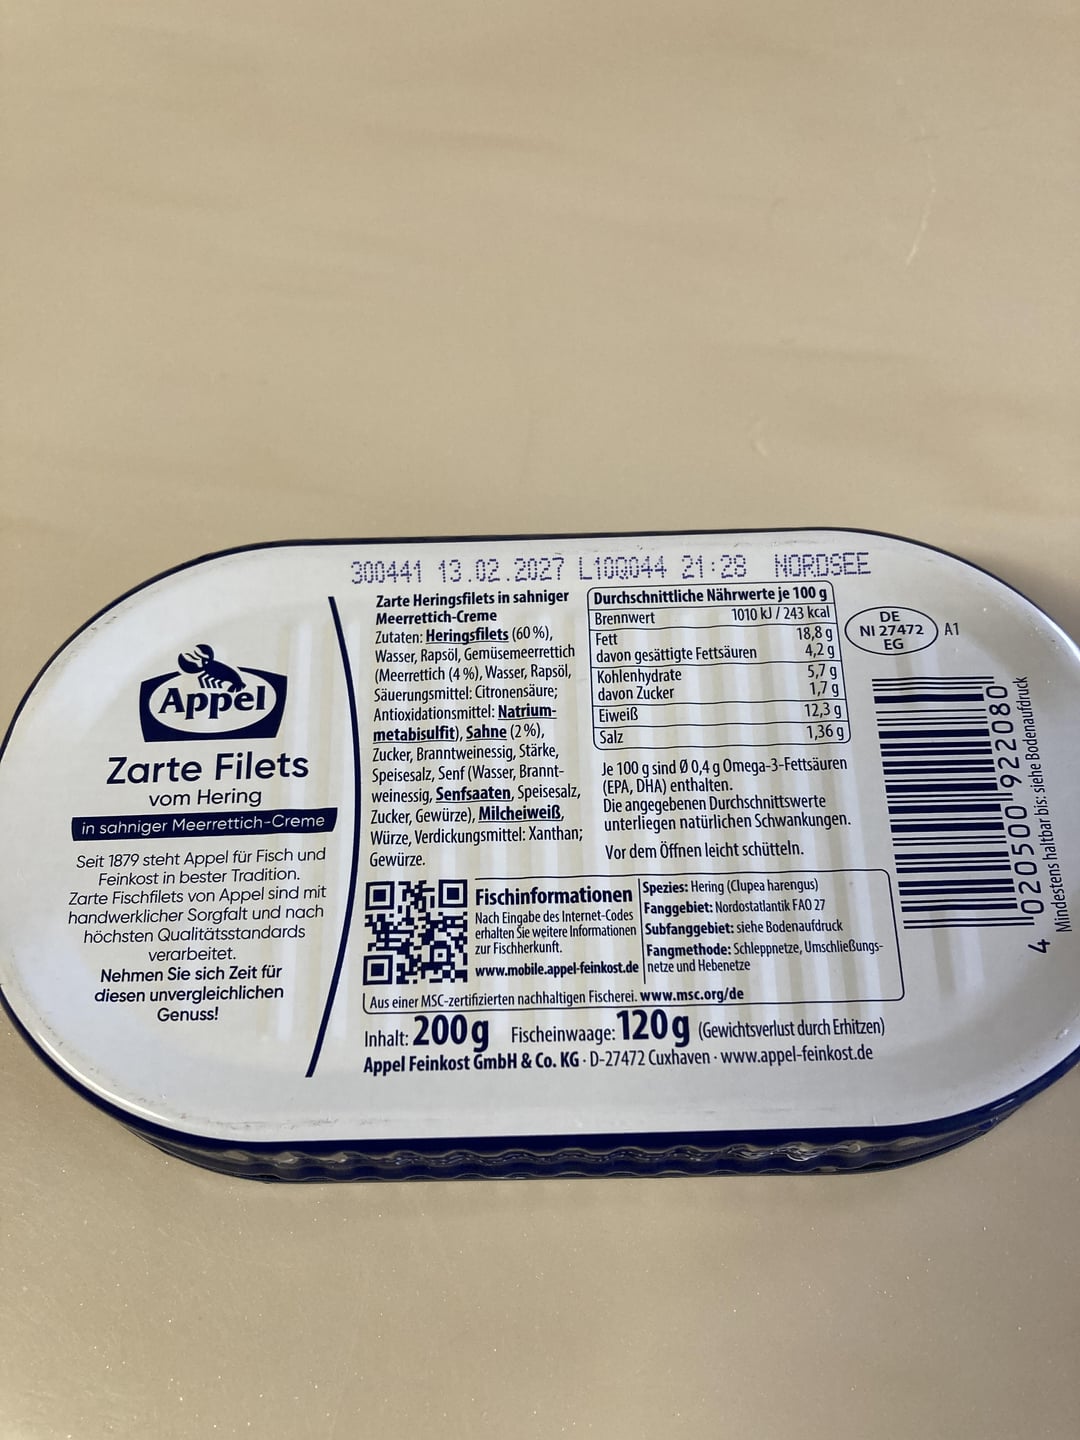 300441 13.02.2027 L100044 21:28 NORDSEE
Appel
Zarte Filets
vom Hering
in sahniger Meerrettich-Creme
Seit 1879 steht Appel für Fisch und
Feinkost in bester Tradition.
Zarte Fischfilets von Appel sind mit
handwerklicher Sorgfalt und nach
höchsten Qualitätsstandards
verarbeitet.
Nehmen Sie sich Zeit für
diesen unvergleichlichen
Genuss!
Zarte Heringsfilets in sahniger
Meerrettich-Creme
Zutaten: Heringsfilets (60 %),
Wasser, Rapsöl, Gemüsemeerrettich
(Meerrettich (4 %), Wasser, Rapsöl,
Säuerungsmittel: Citronensäure;
Antioxidationsmittel: Natrium-
metabisulfit), Sahne (2 %),
Zucker, Branntweinessig, Stärke,
Speisesalz, Senf (Wasser, Brannt-
weinessig, Senfsaaten, Speisesalz,
Zucker, Gewürze), Milcheiweiß,
Würze, Verdickungsmittel: Xanthan;
Gewürze.
Durchschnittliche Nährwerte je 100 g
Brennwert 1010 kJ / 243 kcal
Fett 18,8 g
davon gesättigte Fettsäuren 4,2 g
Kohlenhydrate 5,7 g
davon Zucker 1,7 g
Eiweiß 12,3 g
Salz 1,36 g
Je 100 g sind Ø 0,4 g Omega-3-Fettsäuren
(EPA, DHA) enthalten.
Die angegebenen Durchschnittswerte
unterliegen natürlichen Schwankungen.
Vor dem Öffnen leicht schütteln.
DE
NI 27472
EG
A1
Fischinformationen
Nach Eingabe des Internet-Codes
erhalten Sie weitere Informationen
zur Fischherkunft.
www.mobile.appel-feinkost.de
Spezies: Hering (Clupea harengus)
Fanggebiet: Nordostatlantik FAO 27
Subfanggebiet: siehe Bodenaufdruck
Fangmethode: Schleppnetze, Umschließungs-
netze und Hebenetze
Aus einer MSC-zertifizierten nachhaltigen Fischerei. www.msc.org/de
Inhalt: 200 g Fischeinwaage: 120 g (Gewichtsverlust durch Erhitzen)
Appel Feinkost GmbH & Co. KG · D-27472 Cuxhaven · www.appel-feinkost.de
4 020500 922080
Mindestens haltbar bis: siehe Bodenaufdruck